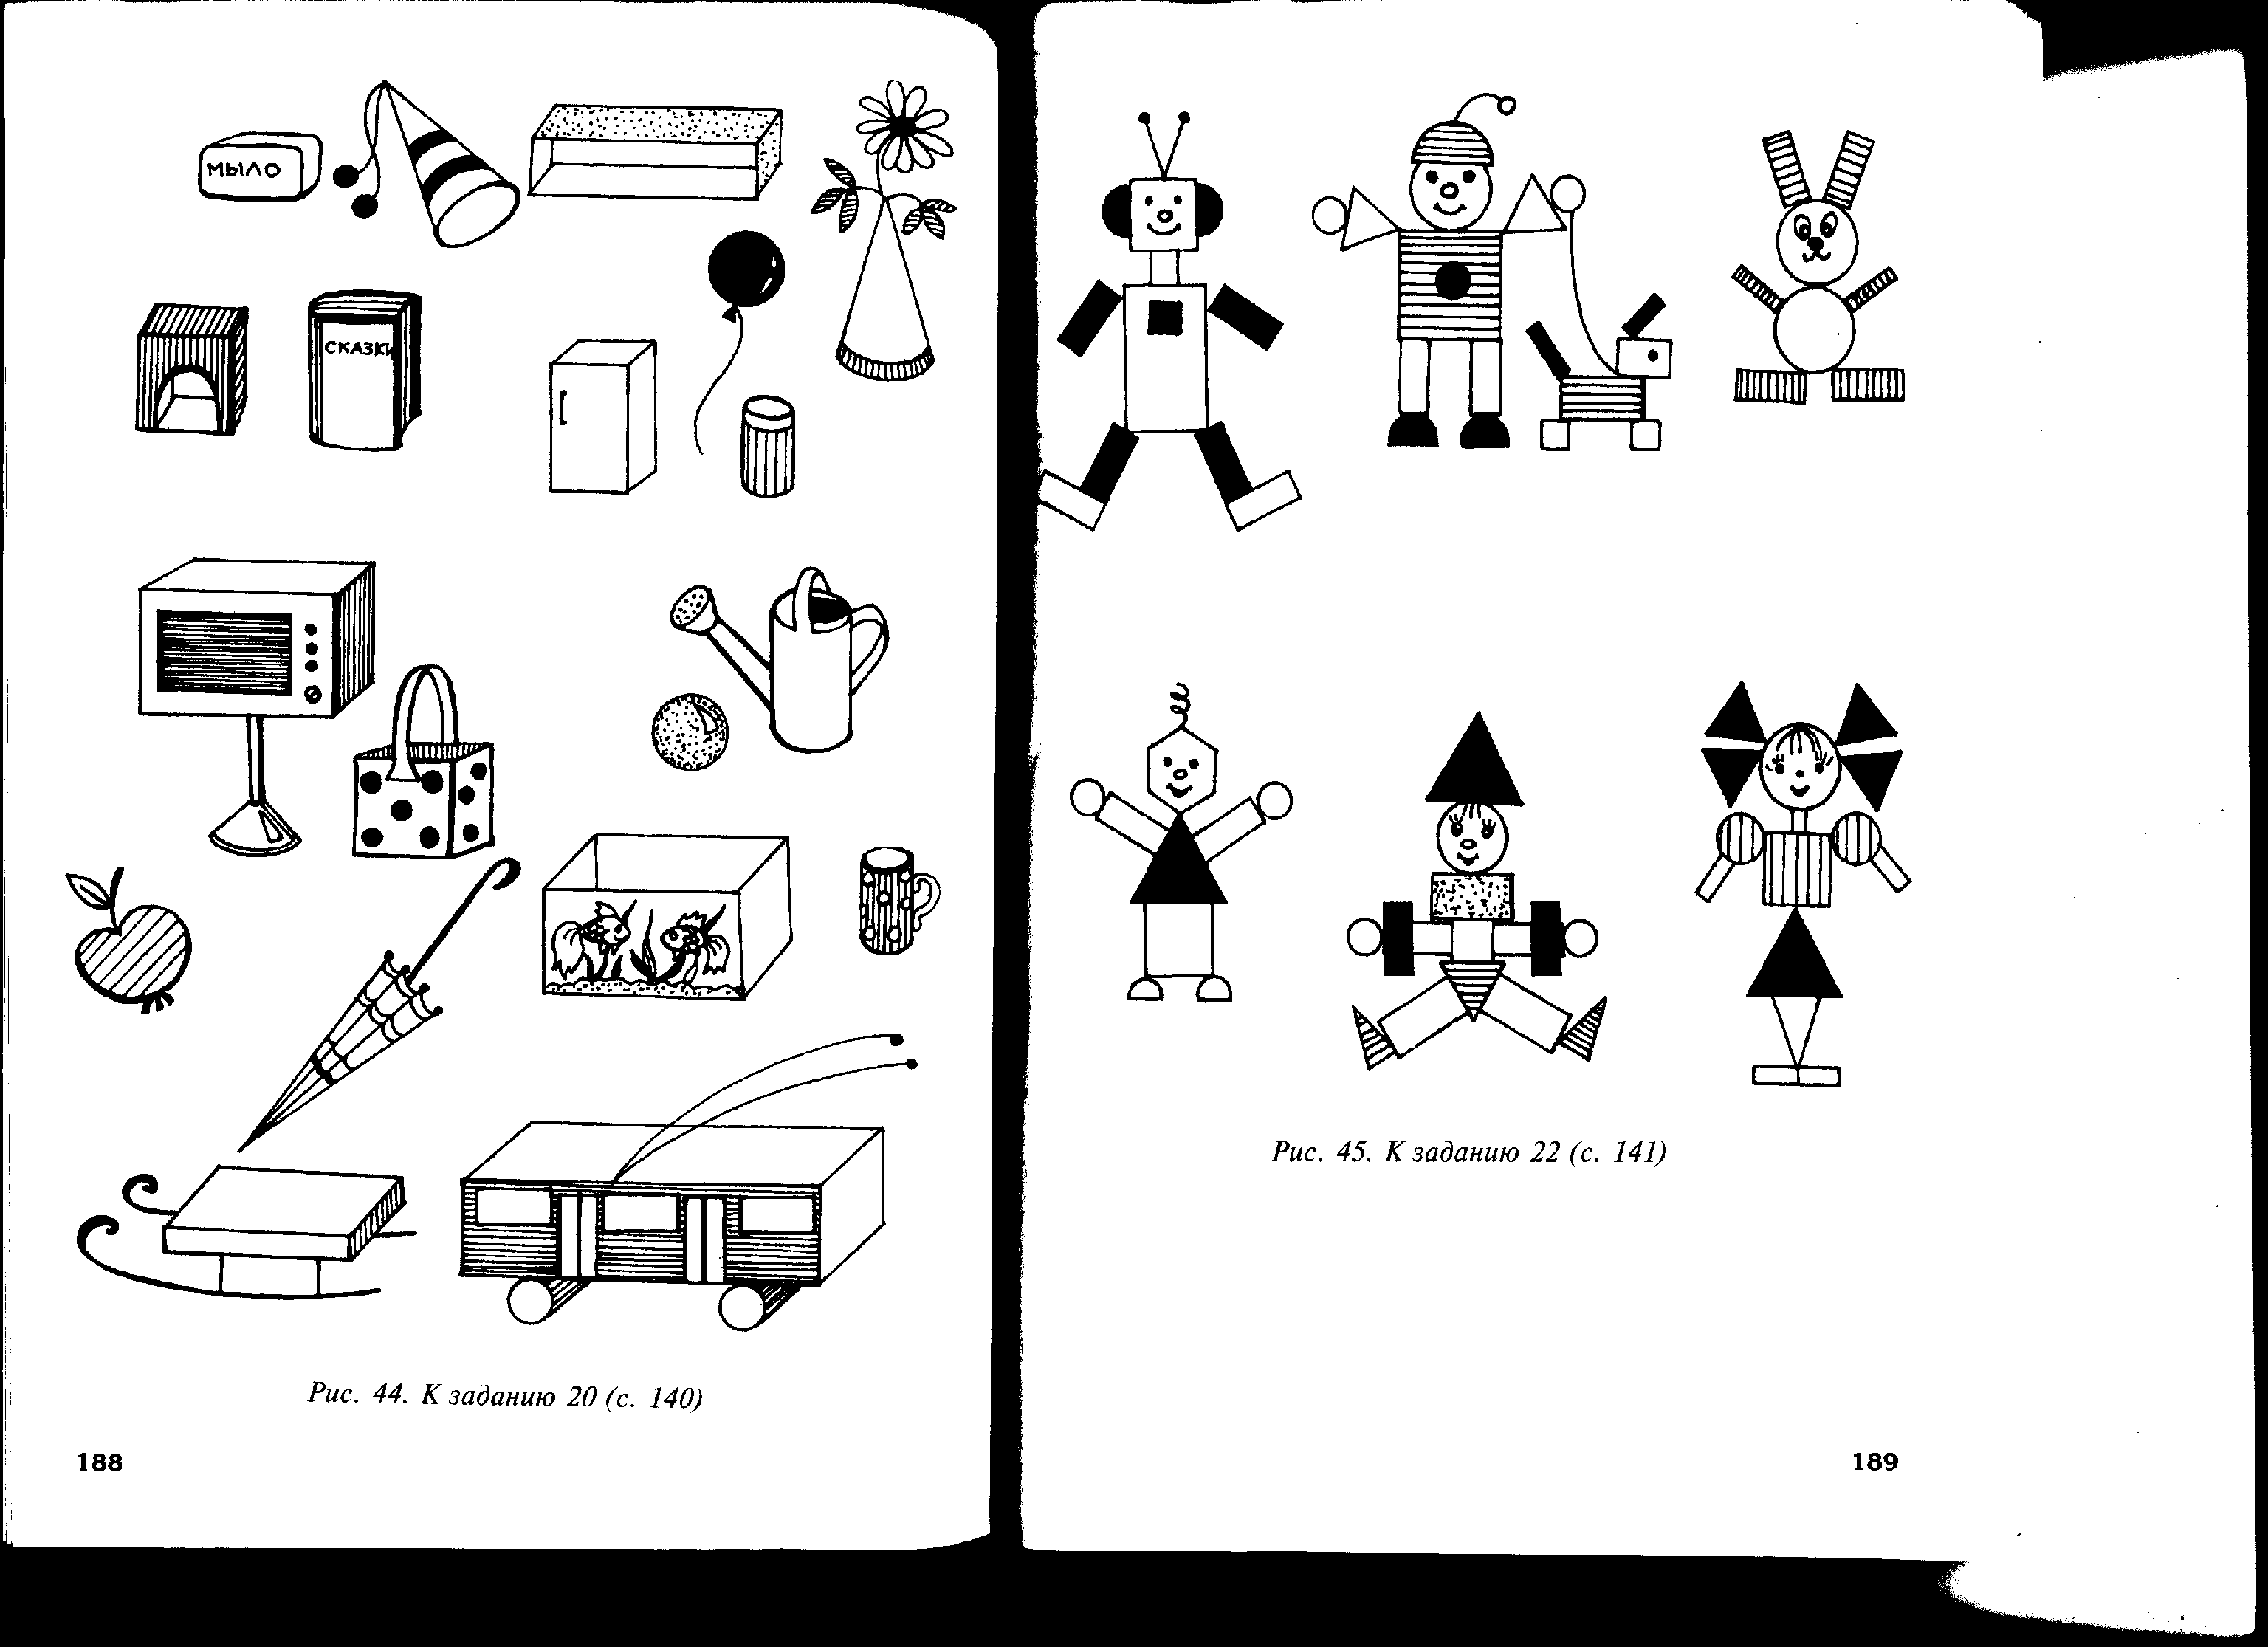 МЫЛО
СКАЗКИ
Рис. 44. К заданию 20 (с. 140)
188
Рис. 45. К заданию 22 (с. 141)
189